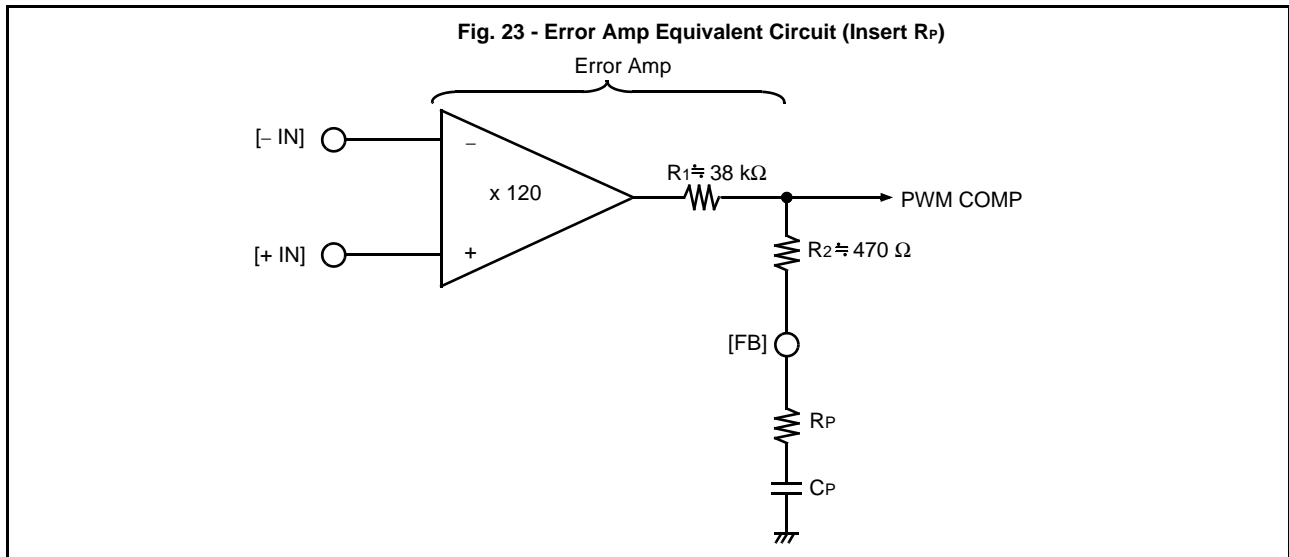 Fig. 23 - Error Amp Equivalent Circuit (Insert RP)
Error Amp
[− IN]
−
x 120
R1≒ 38 kΩ
PWM COMP
[+ IN]
+
R2≒ 470 Ω
[FB]
RP
CP